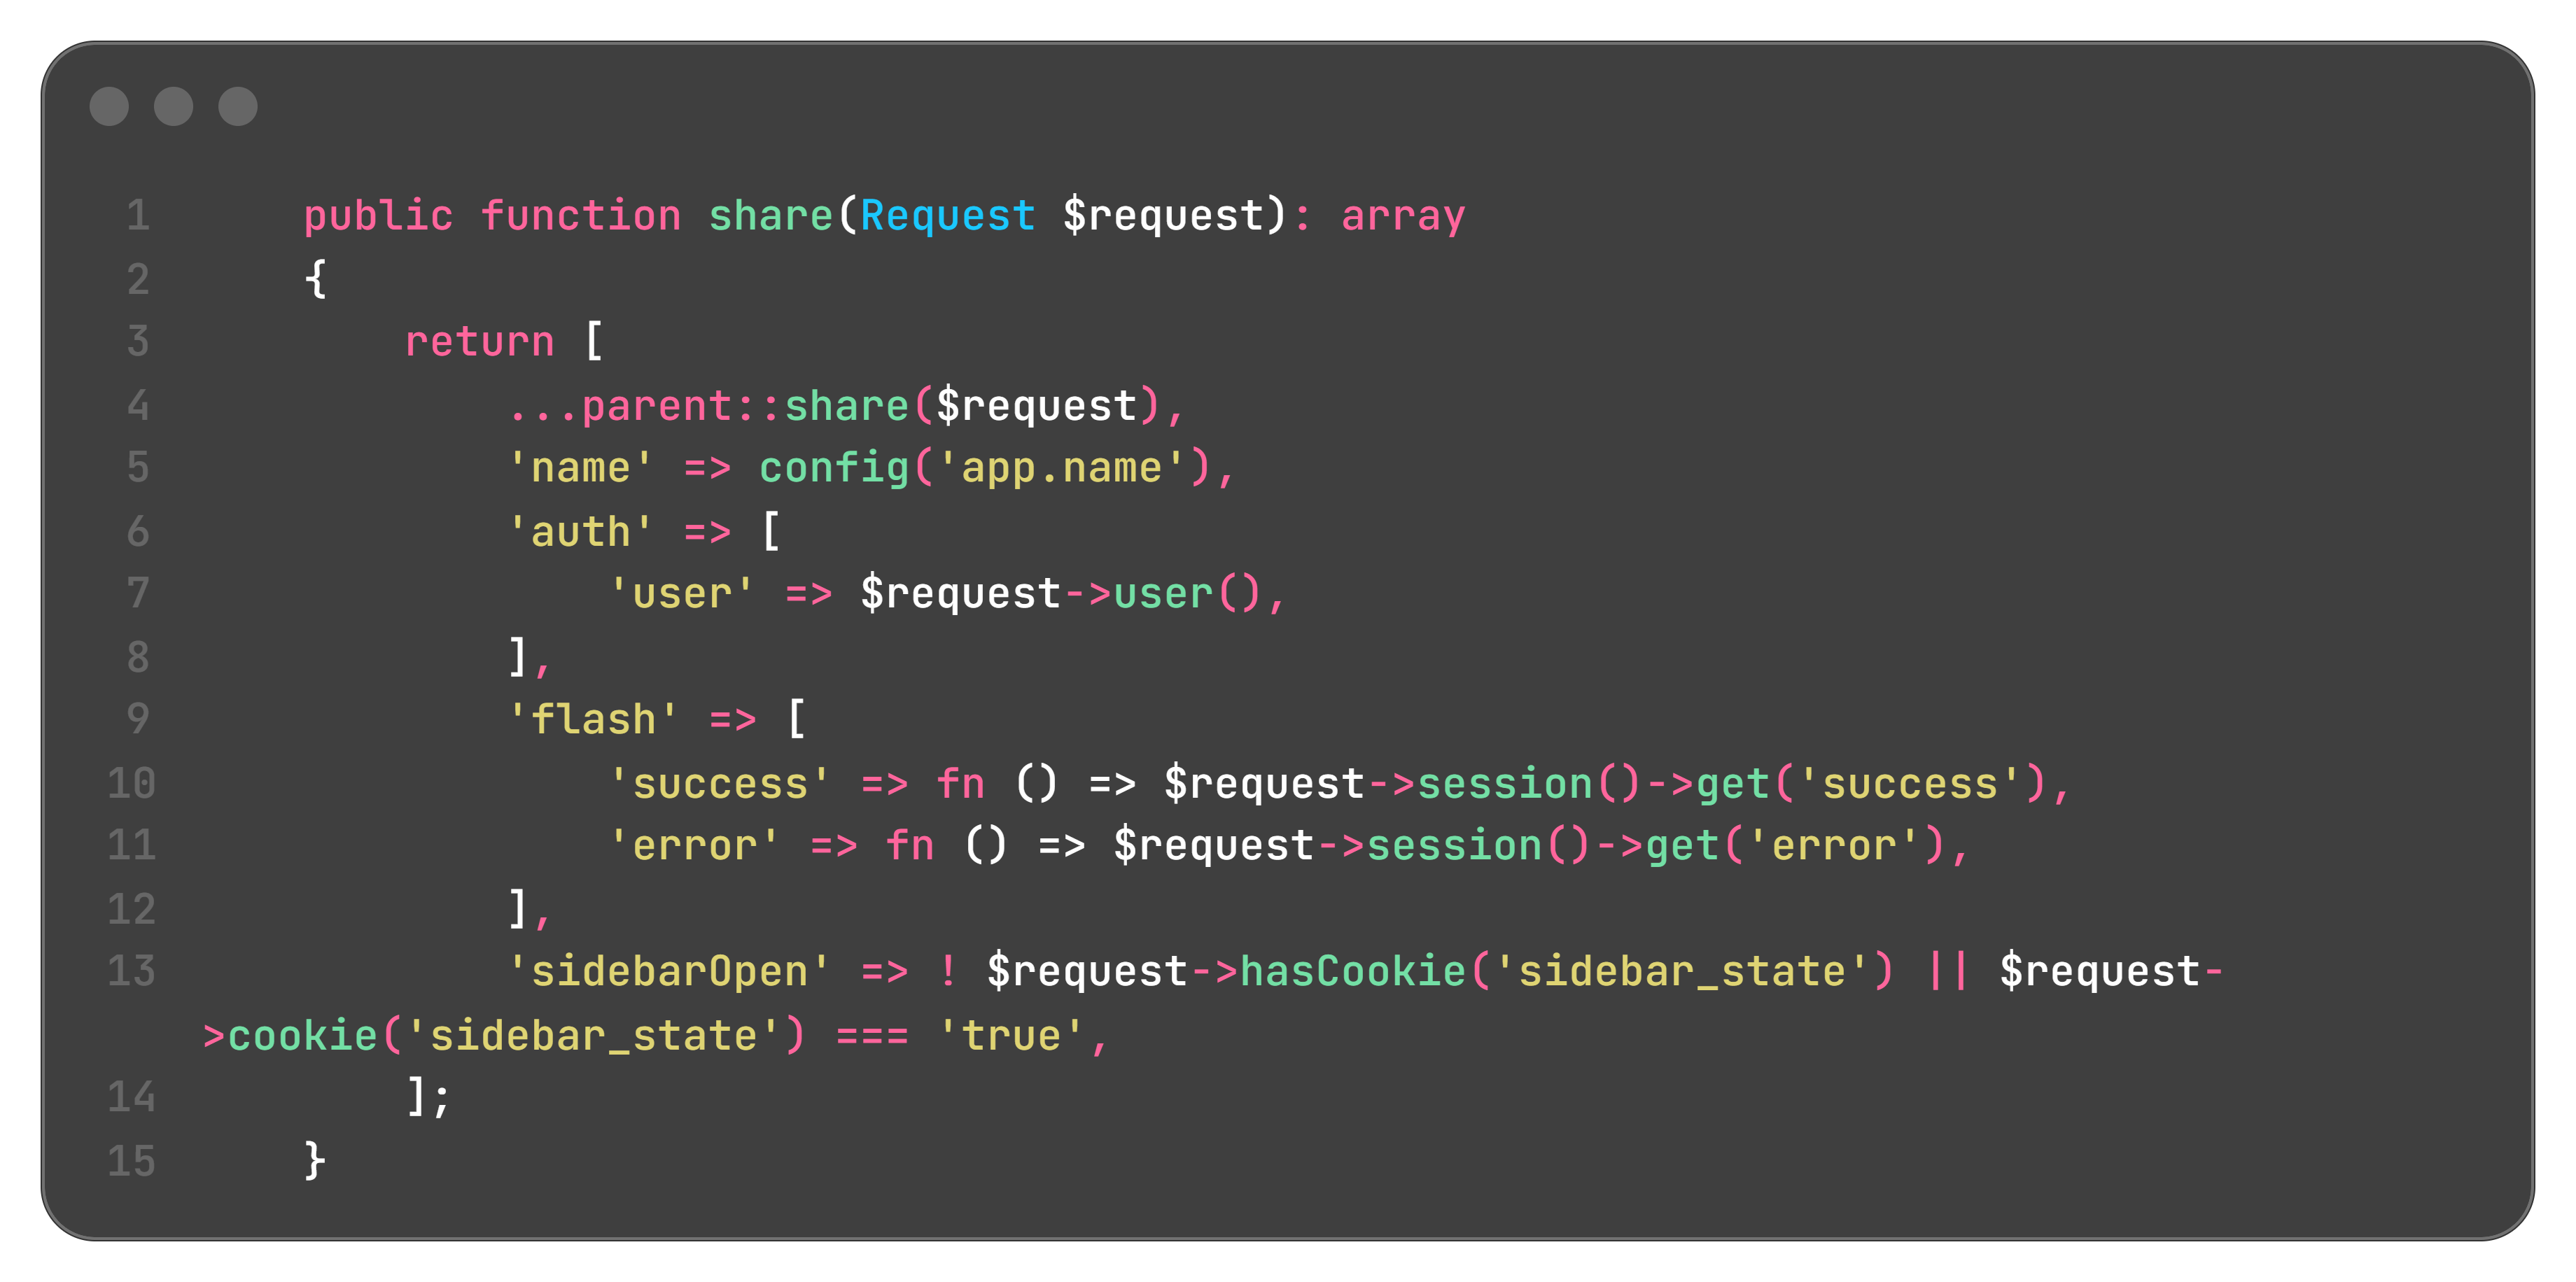 1 public function share(Request $request): array
2 {
3 return [
4 ...parent::share($request),
5 'name' => config('app.name'),
6 'auth' => [
7 'user' => $request->user(),
8 ],
9 'flash' => [
10 'success' => fn () => $request->session()->get('success'),
11 'error' => fn () => $request->session()->get('error'),
12 ],
13 'sidebarOpen' => ! $request->hasCookie('sidebar_state') || $request-
>cookie('sidebar_state') === 'true',
14 ];
15 }